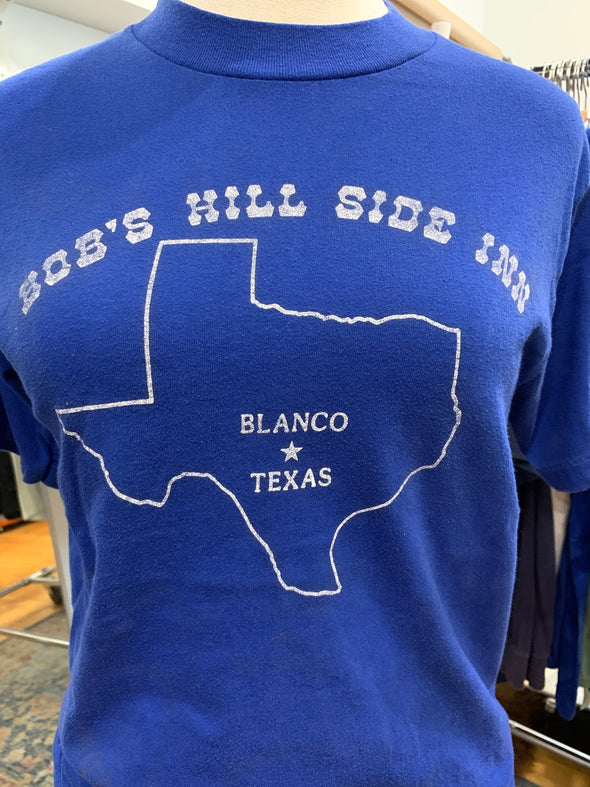 BOB'S HILL SIDE INN
BLANCO
TEXAS